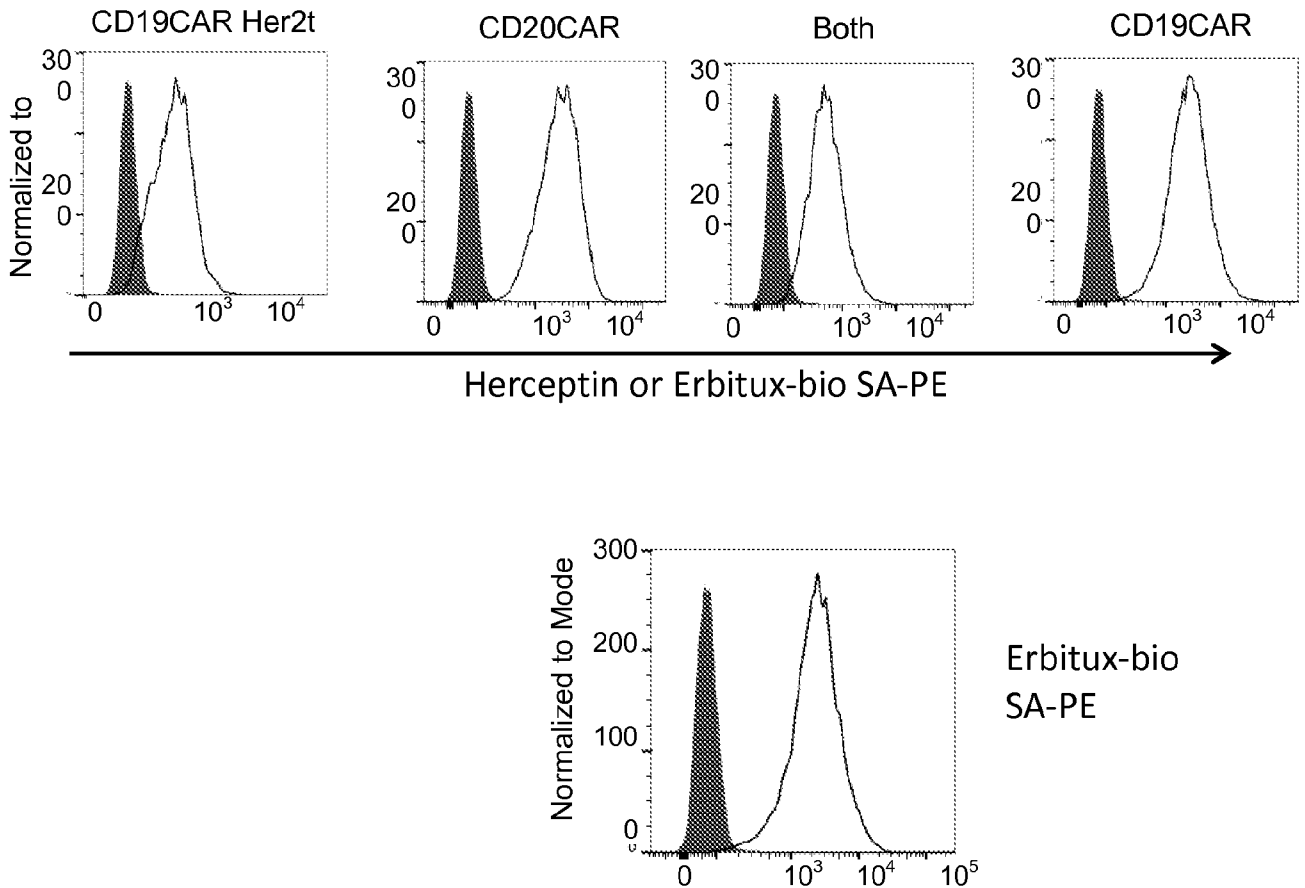 CD19CAR Her2t
CD20CAR
Both
CD19CAR
Normalized to
30
0
20
0
30
0
20
0
30
0
20
0
30
0
20
0
0 10³ 10⁴
0 10³ 10⁴
0 10³ 10⁴
0 10³ 10⁴
Herceptin or Erbitux-bio SA-PE
Normalized to Mode
300
200
100
0
0
0 10³ 10⁴ 10⁵
Erbitux-bio
SA-PE